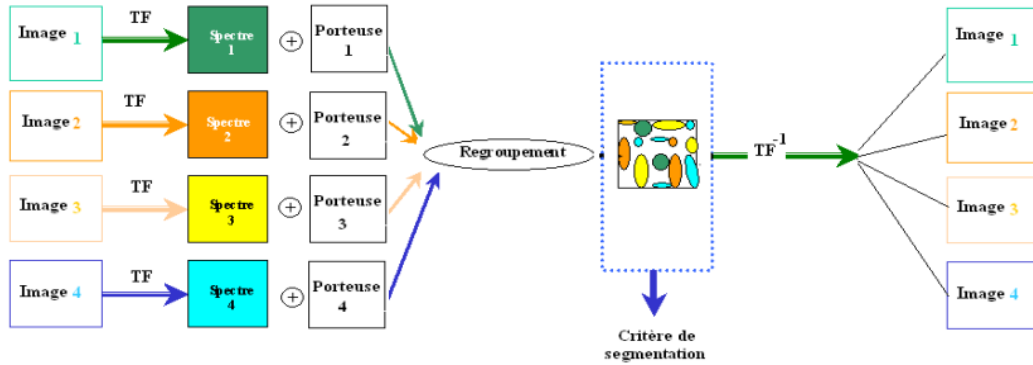 Image 1
TF
Spectre
1
+
Porteuse
1
Image 2
TF
Spectre
2
+
Porteuse
2
Image 3
TF
Spectre
3
+
Porteuse
3
Image 4
TF
Spectre
4
+
Porteuse
4
Regroupement
Critère de
segmentation
TF-1
Image 1
Image 2
Image 3
Image 4